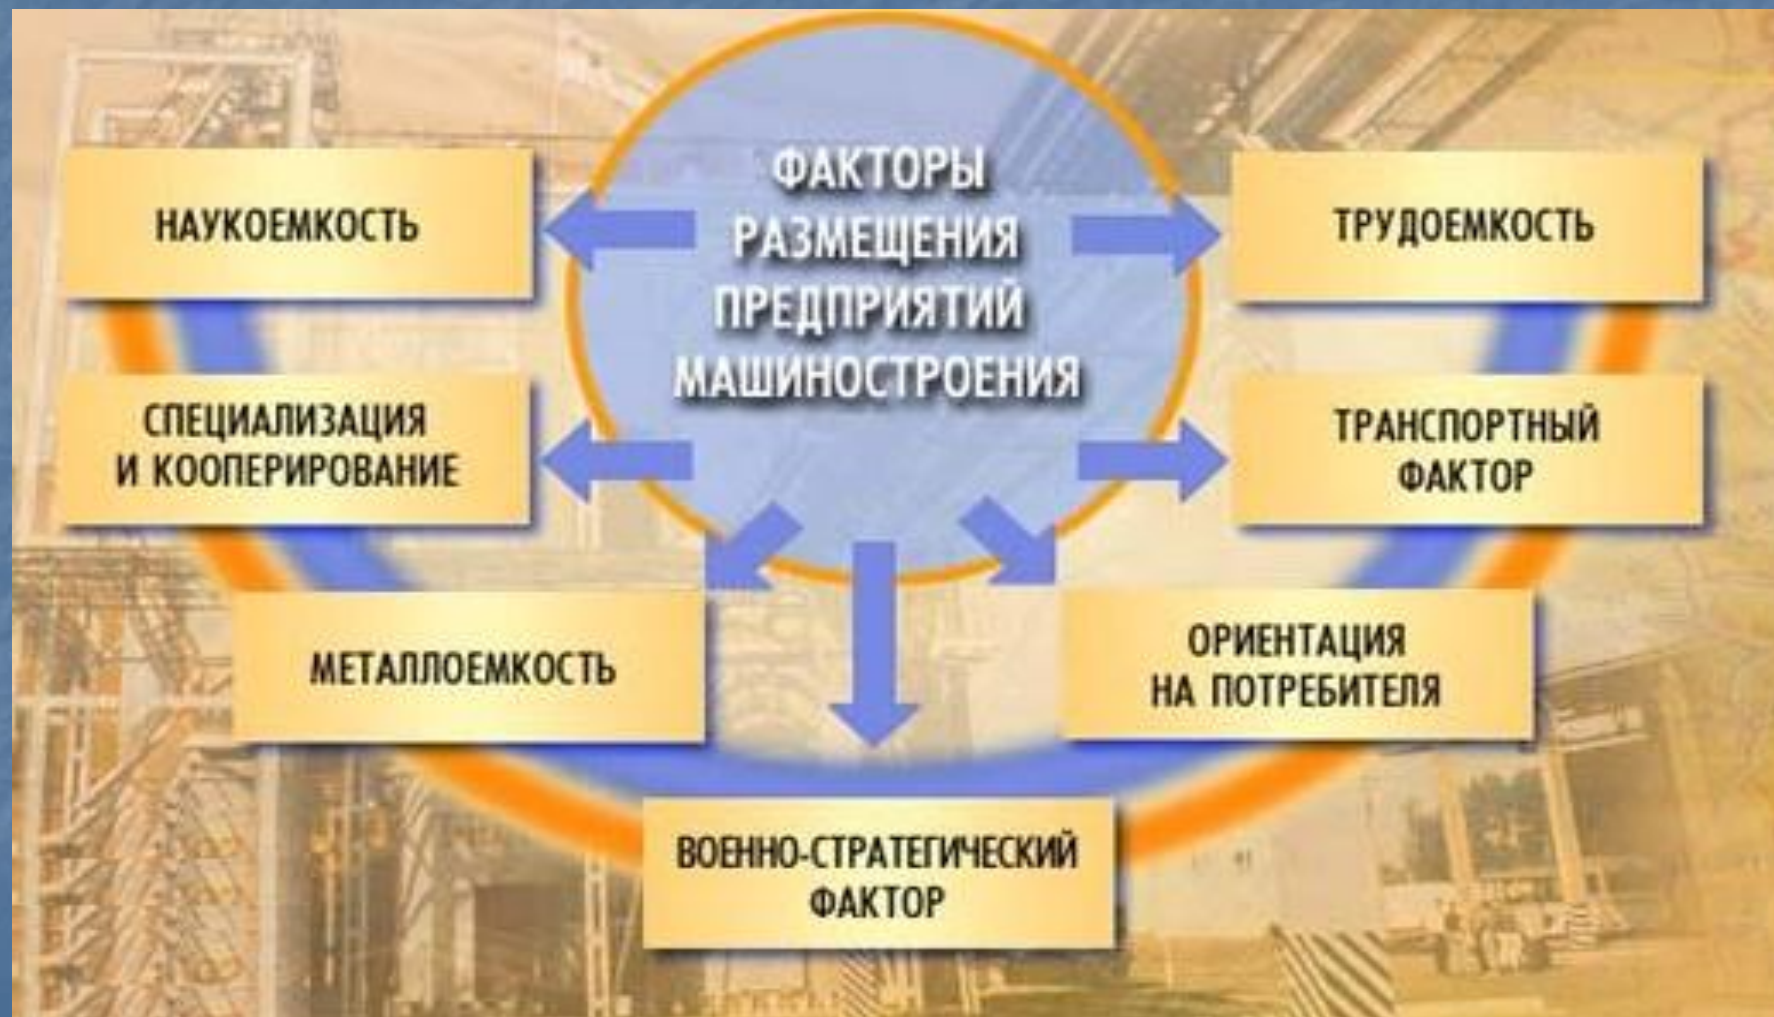 ФАКТОРЫ
РАЗМЕЩЕНИЯ
ПРЕДПРИЯТИЙ
МАШИНОСТРОЕНИЯ
НАУКОЕМКОСТЬ
ТРУДОЕМКОСТЬ
СПЕЦИАЛИЗАЦИЯ
И КООПЕРИРОВАНИЕ
ТРАНСПОРТНЫЙ
ФАКТОР
МЕТАЛЛОЕМКОСТЬ
ОРИЕНТАЦИЯ
НА ПОТРЕБИТЕЛЯ
ВОЕННО-СТРАТЕГИЧЕСКИЙ
ФАКТОР